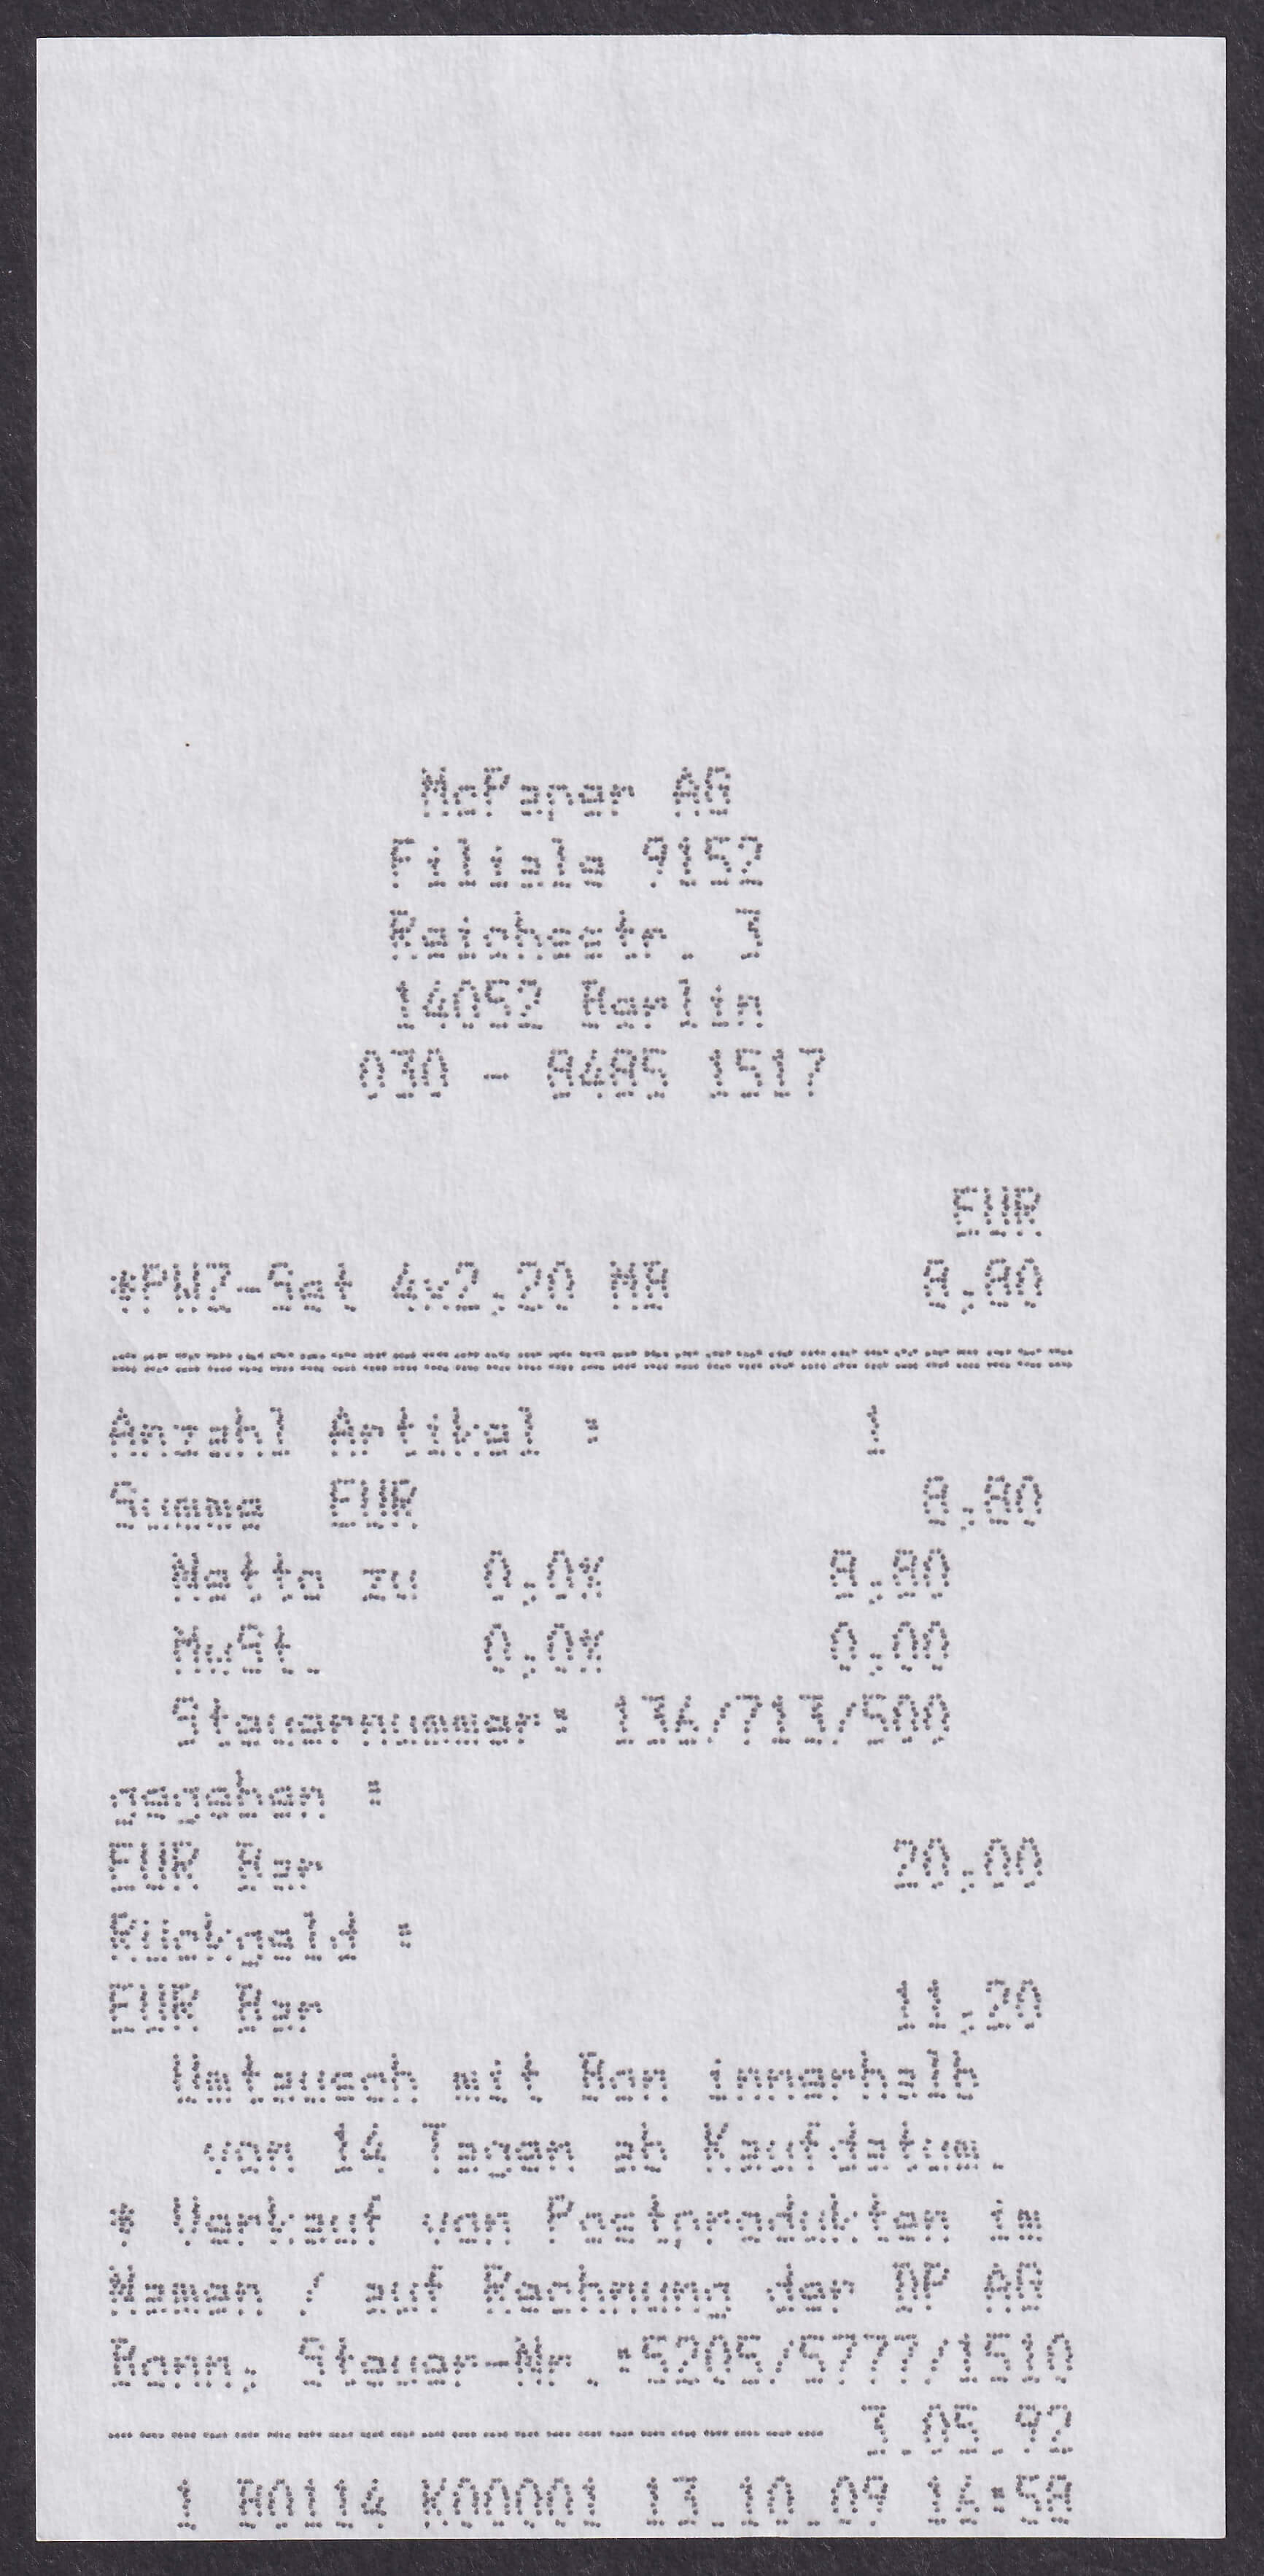 McPaper AG
Filiale 9152
Reichsstr. 3
14052 Berlin
030 - 8485 1517
EUR
*PWZ-Set 4x2,20 MB 8,80
===============================
Anzahl Artikel : 1
Summe EUR 8,80
Netto zu 0,0% 8,80
MwSt. 0,0% 0,00
Steuernummer: 136/713/500
gegeben :
EUR Bar 20,00
Rückgeld :
EUR Bar 11,20
Umtausch mit Bon innerhalb
von 14 Tagen ab Kaufdatum.
* Verkauf von Postprodukten im
Namen / auf Rechnung der DP AG
Bonn, Steuer-Nr.:5205/5777/1510
----------------------- 3.05.92
1 B0114 K00001 13.10.09 16:58